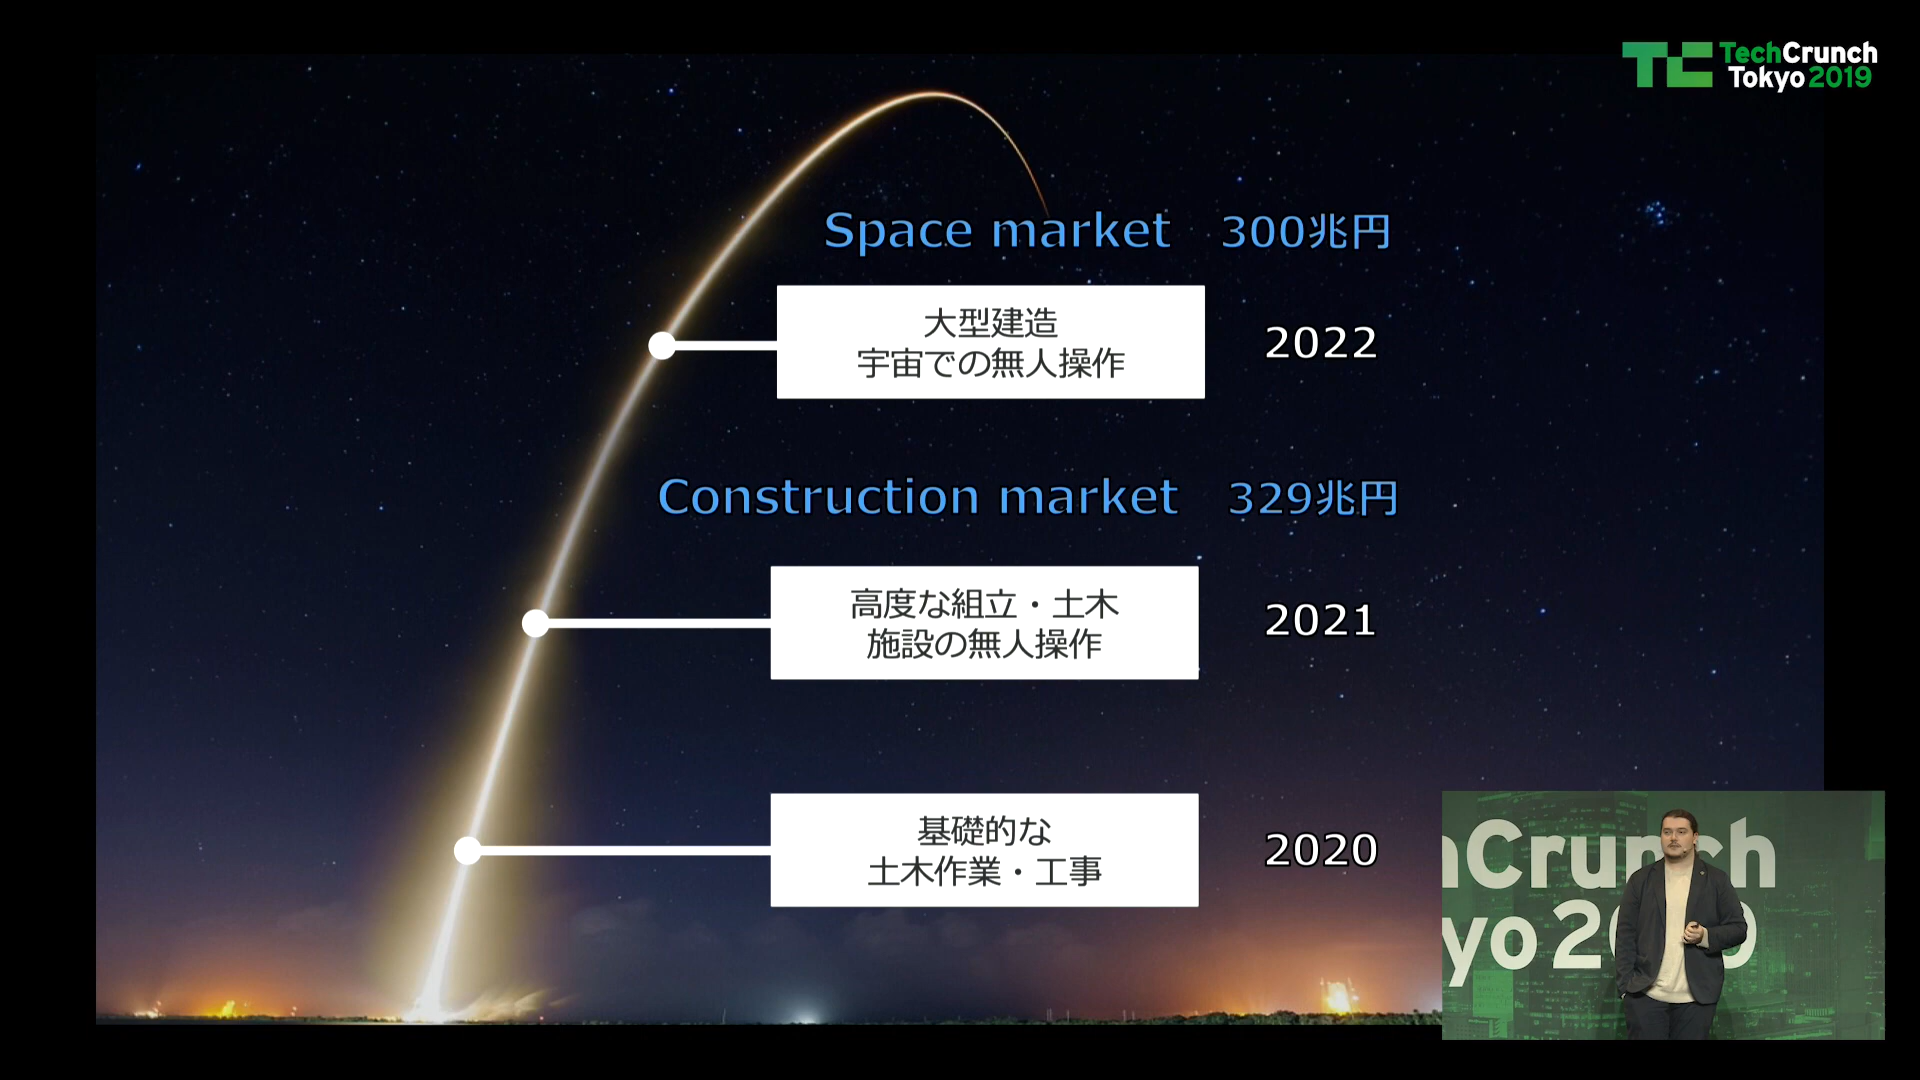 TC TechCrunch
Tokyo 2019
Space market 300兆円
大型建造
宇宙での無人操作
2022
Construction market 329兆円
高度な組立・土木
施設の無人操作
2021
基礎的な
土木作業・工事
2020